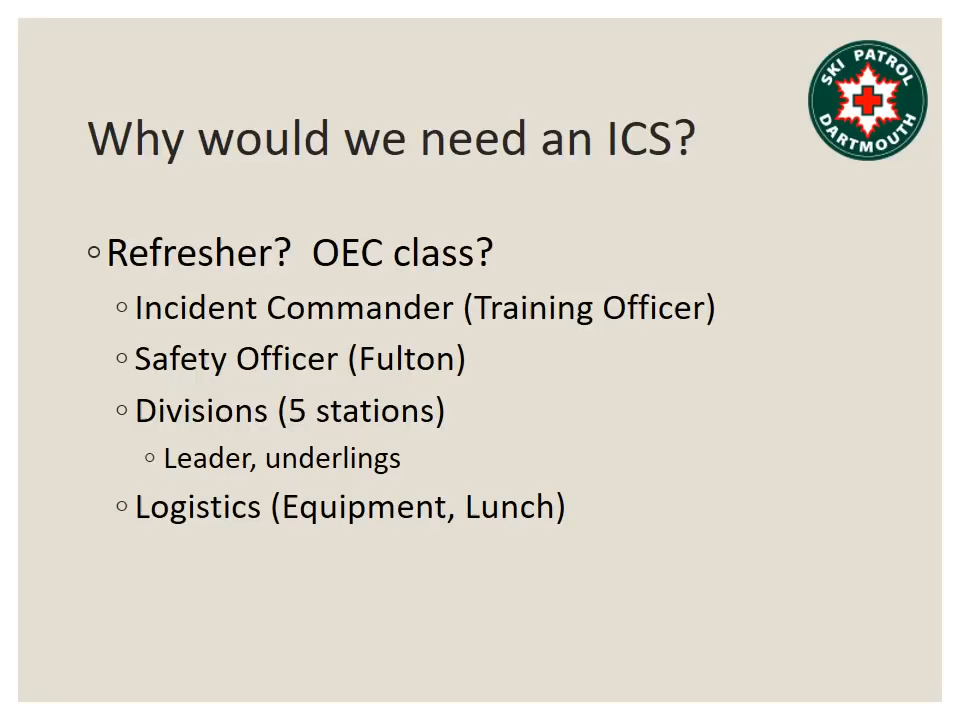 SKI PATROL
DARTMOUTH
Why would we need an ICS?
Refresher? OEC class?
Incident Commander (Training Officer)
Safety Officer (Fulton)
Divisions (5 stations)
Leader, underlings
Logistics (Equipment, Lunch)